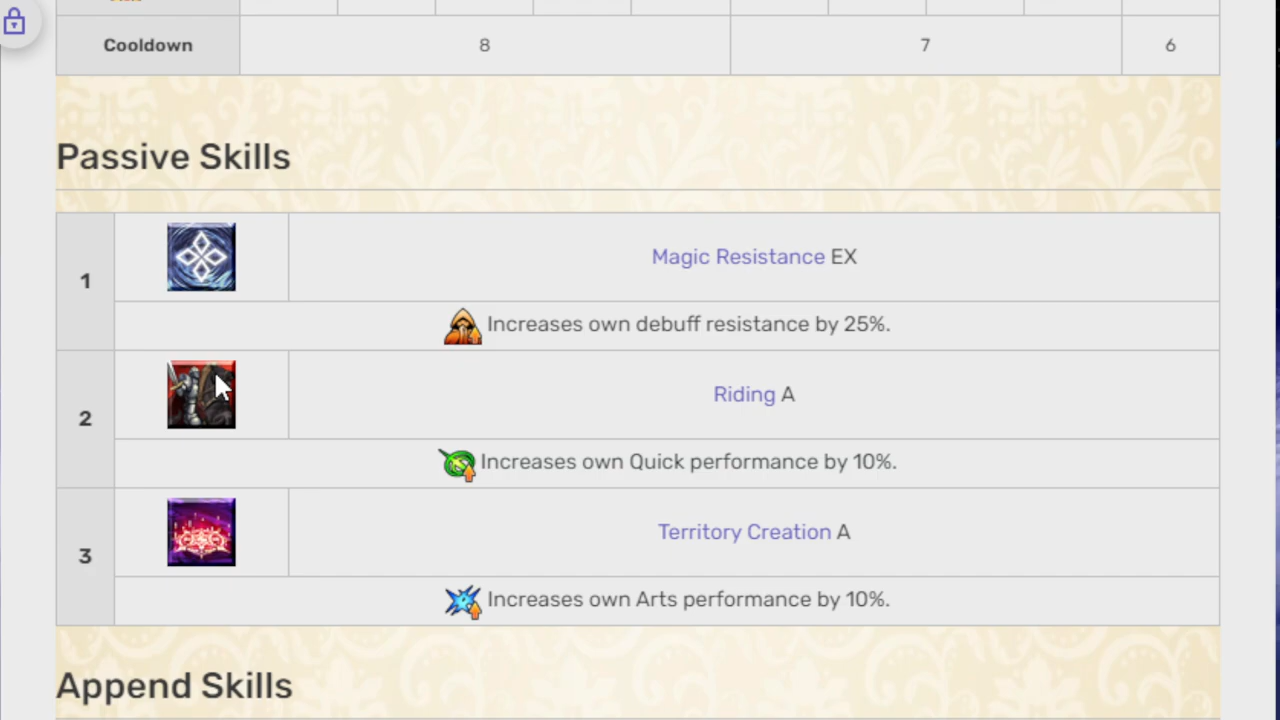 Cooldown 8 7 6
Passive Skills
1
Magic Resistance EX
Increases own debuff resistance by 25%.
2
Riding A
Increases own Quick performance by 10%.
3
Territory Creation A
Increases own Arts performance by 10%.
Append Skills